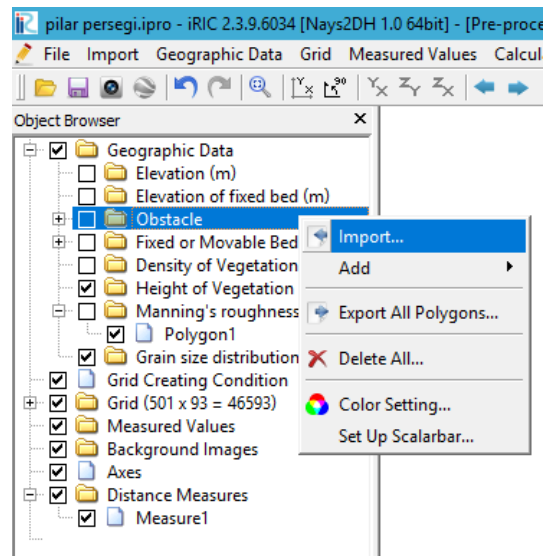 pilar persegi.ipro - iRIC 2.3.9.6034 [Nays2DH 1.0 64bit] - [Pre-proce
File Import Geographic Data Grid Measured Values Calcul
Object Browser
Geographic Data
Elevation (m)
Elevation of fixed bed (m)
Obstacle
Fixed or Movable Bed
Density of Vegetation
Height of Vegetation
Manning's roughness
Polygon1
Grain size distribution
Grid Creating Condition
Grid (501 x 93 = 46593)
Measured Values
Background Images
Axes
Distance Measures
Measure1
Import...
Add
Export All Polygons...
Delete All...
Color Setting...
Set Up Scalarbar...